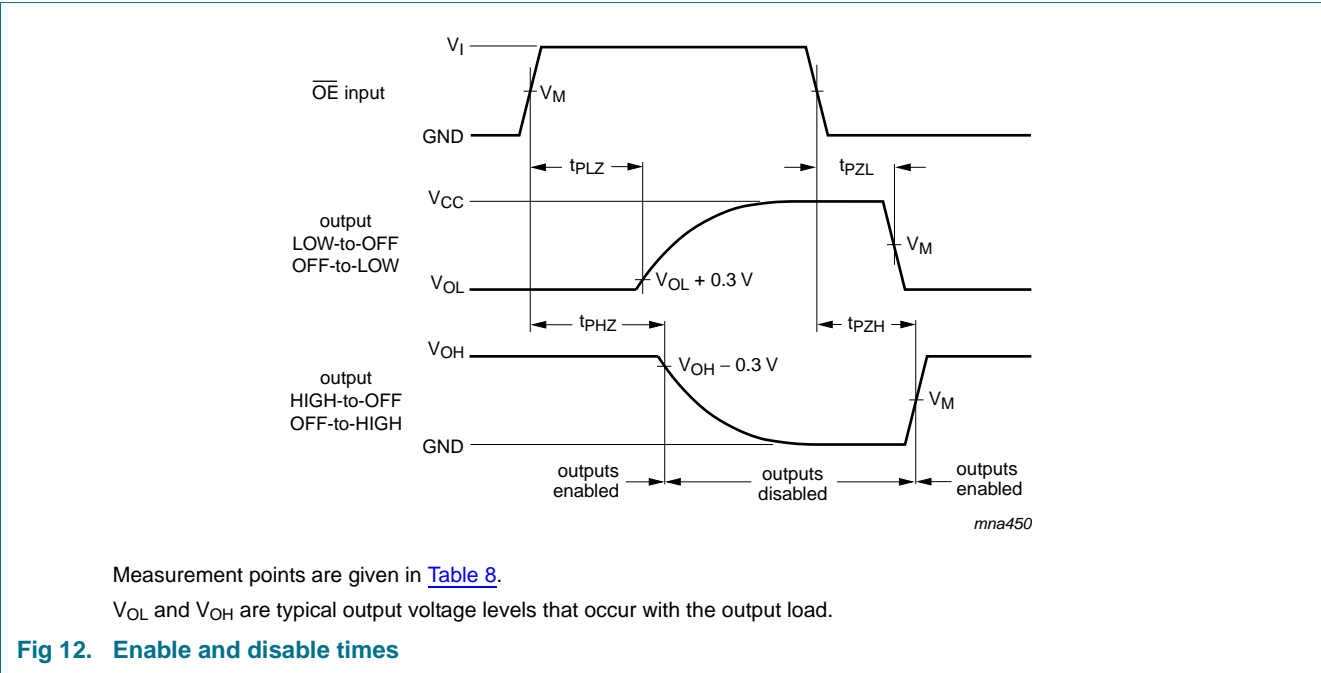 V_I
O̅E̅ input
V_M
GND
t_PLZ
t_PZL
V_CC
output
LOW-to-OFF
OFF-to-LOW
V_M
V_OL
V_OL + 0.3 V
t_PHZ
t_PZH
V_OH
V_OH − 0.3 V
output
HIGH-to-OFF
OFF-to-HIGH
V_M
GND
outputs
enabled
outputs
disabled
outputs
enabled
mna450
Measurement points are given in Table 8.
V_OL and V_OH are typical output voltage levels that occur with the output load.
Fig 12. Enable and disable times